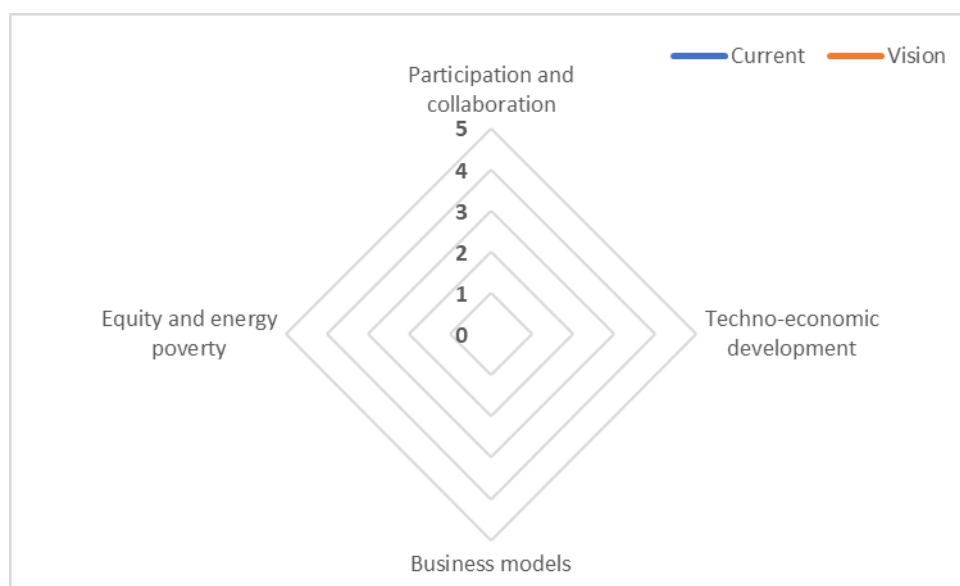 Current Vision
Participation and
collaboration
5
4
3
2
1
0
Equity and energy
poverty
Techno-economic
development
Business models